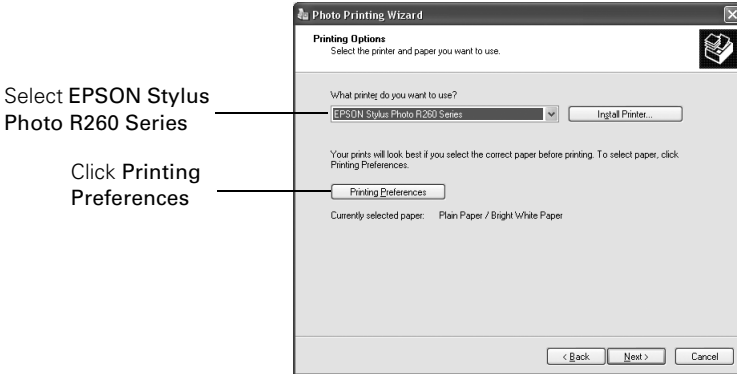 Photo Printing Wizard
Printing Options
Select the printer and paper you want to use.
What printer do you want to use?
Select EPSON Stylus
Photo R260 Series
EPSON Stylus Photo R260 Series
Install Printer...
Your prints will look best if you select the correct paper before printing. To select paper, click
Printing Preferences.
Click Printing
Preferences
Printing Preferences
Currently selected paper: Plain Paper / Bright White Paper
< Back Next > Cancel